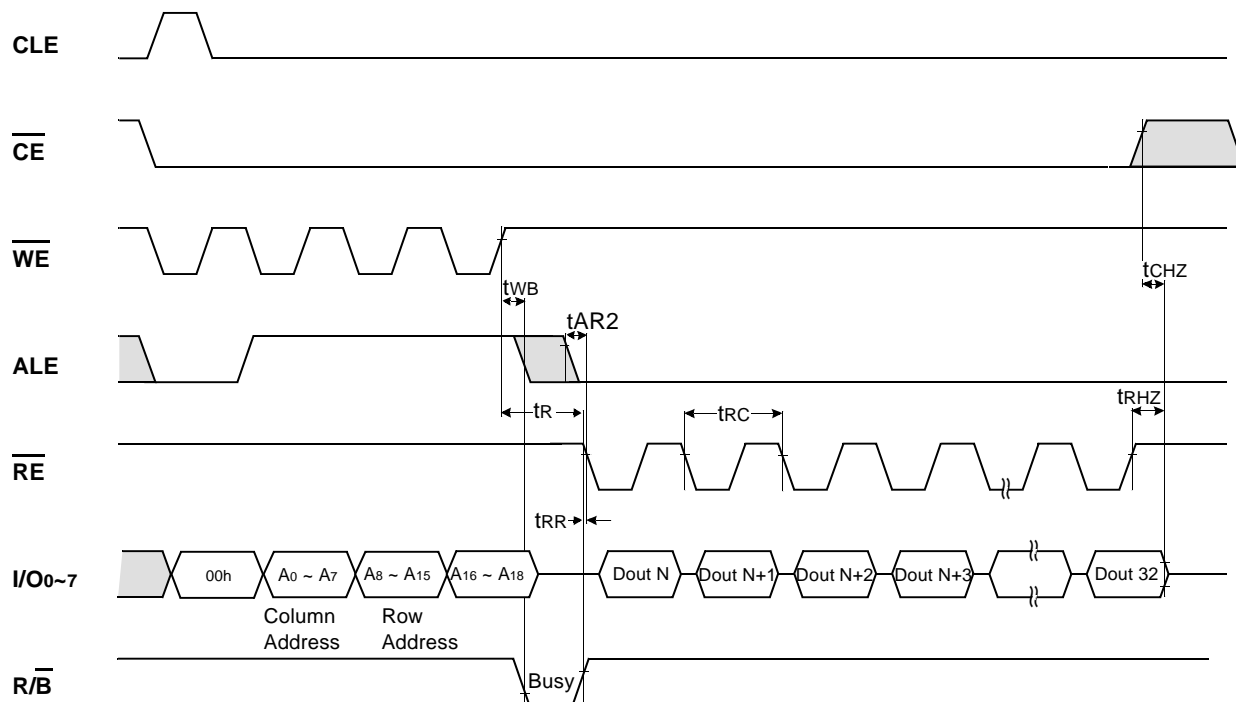 CLE
CE
WE
tCHZ
tWB
tAR2
ALE
tR
tRC
tRHZ
RE
tRR
I/O0~7
00h
A0 ~ A7
A8 ~ A15
A16 ~ A18
Dout N
Dout N+1
Dout N+2
Dout N+3
Dout 32
Column
Address
Row
Address
R/B
Busy